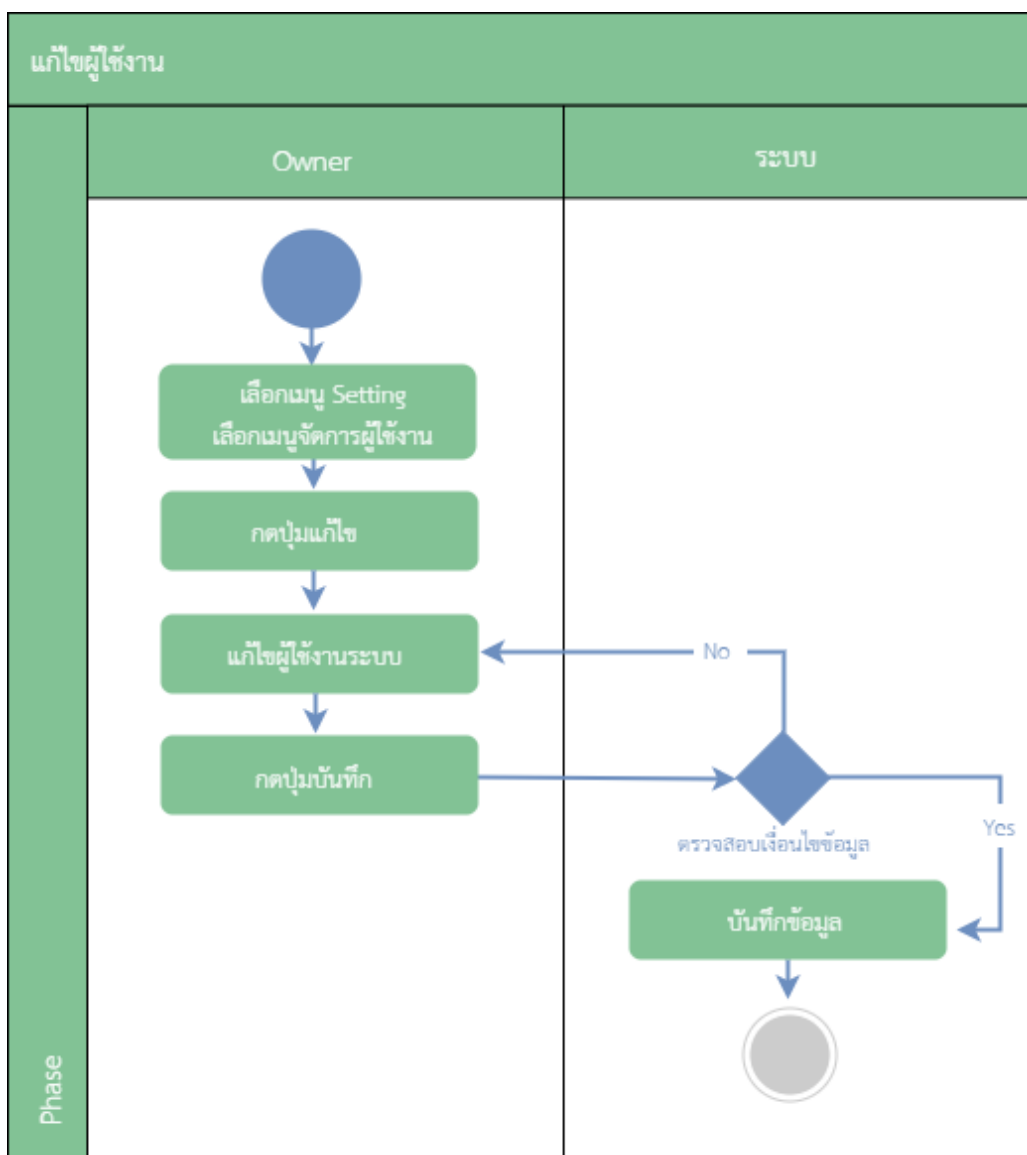 แก้ไขผู้ใช้งาน
Owner
ระบบ
เลือกเมนู Setting
เลือกเมนูจัดการผู้ใช้งาน
กดปุ่มแก้ไข
แก้ไขผู้ใช้งานระบบ
No
กดปุ่มบันทึก
Yes
ตรวจสอบเงื่อนไขข้อมูล
บันทึกข้อมูล
Phase